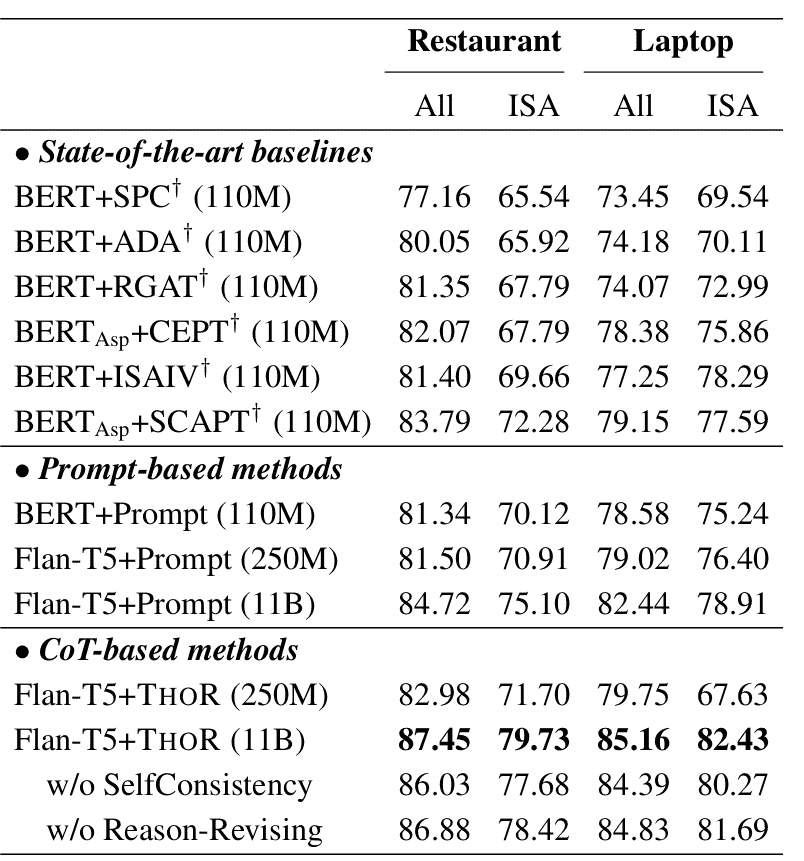 Restaurant Laptop
All ISA All ISA
• State-of-the-art baselines
BERT+SPC† (110M) 77.16 65.54 73.45 69.54
BERT+ADA† (110M) 80.05 65.92 74.18 70.11
BERT+RGAT† (110M) 81.35 67.79 74.07 72.99
BERTAsp+CEPT† (110M) 82.07 67.79 78.38 75.86
BERT+ISAIV† (110M) 81.40 69.66 77.25 78.29
BERTAsp+SCAPT† (110M) 83.79 72.28 79.15 77.59
• Prompt-based methods
BERT+Prompt (110M) 81.34 70.12 78.58 75.24
Flan-T5+Prompt (250M) 81.50 70.91 79.02 76.40
Flan-T5+Prompt (11B) 84.72 75.10 82.44 78.91
• CoT-based methods
Flan-T5+THOR (250M) 82.98 71.70 79.75 67.63
Flan-T5+THOR (11B) 87.45 79.73 85.16 82.43
w/o SelfConsistency 86.03 77.68 84.39 80.27
w/o Reason-Revising 86.88 78.42 84.83 81.69